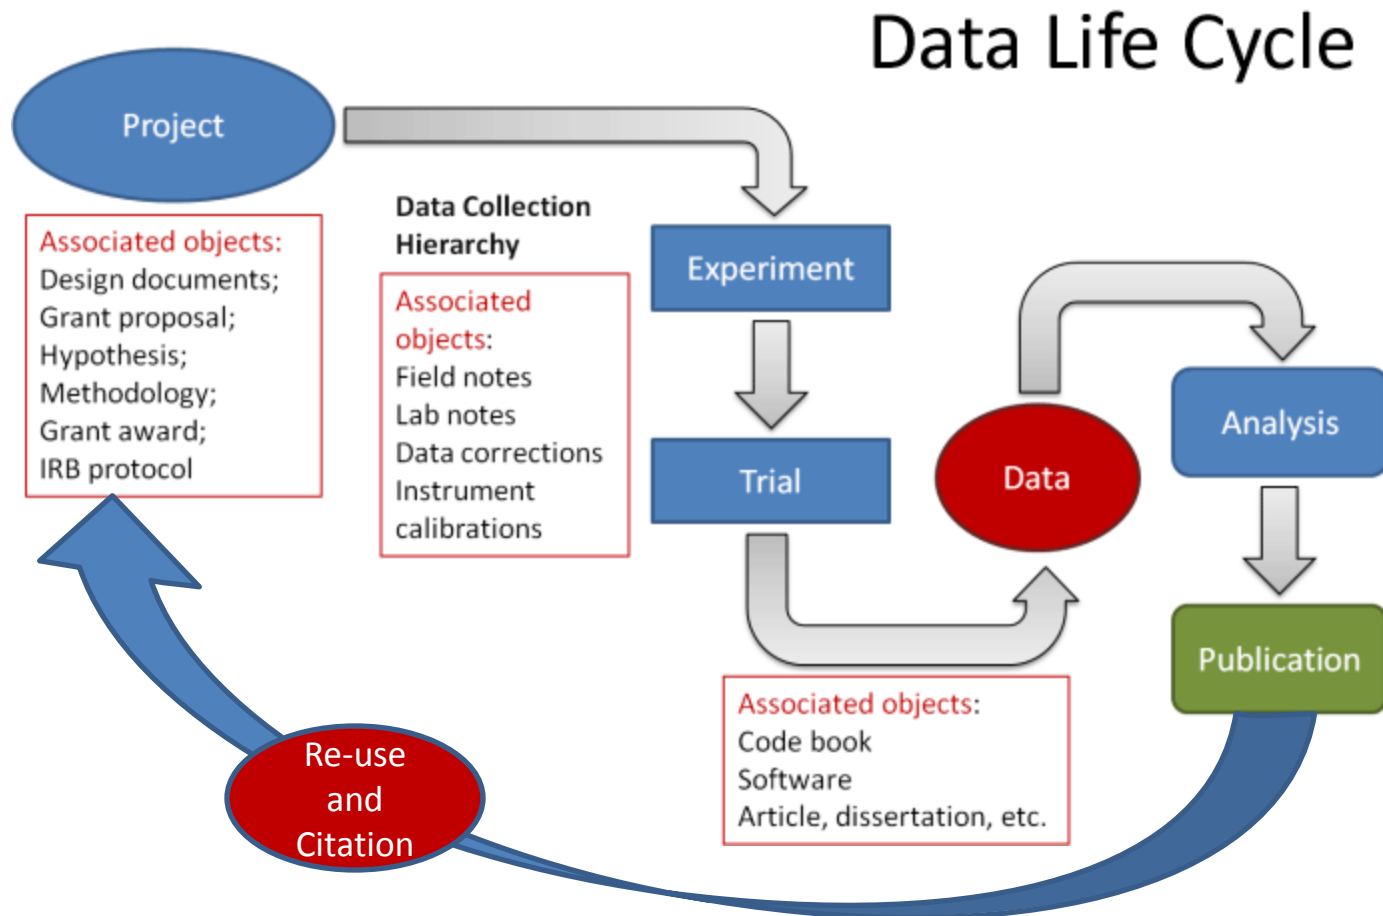 Data Life Cycle
Project
Associated objects:
Design documents;
Grant proposal;
Hypothesis;
Methodology;
Grant award;
IRB protocol
Data Collection
Hierarchy
Associated
objects:
Field notes
Lab notes
Data corrections
Instrument
calibrations
Experiment
Trial
Data
Analysis
Publication
Associated objects:
Code book
Software
Article, dissertation, etc.
Re-use
and
Citation